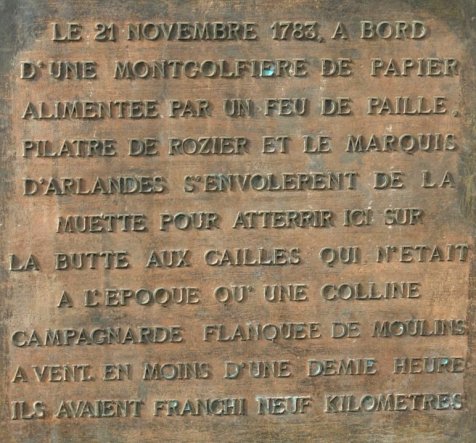 LE 21 NOVEMBRE 1783, A BORD
D'UNE MONTGOLFIERE DE PAPIER
ALIMENTEE PAR UN FEU DE PAILLE,
PILATRE DE ROZIER ET LE MARQUIS
D'ARLANDES S'ENVOLERENT DE LA
MUETTE POUR ATTERRIR ICI SUR
LA BUTTE AUX CAILLES QUI N'ETAIT
A L'EPOQUE QU'UNE COLLINE
CAMPAGNARDE FLANQUEE DE MOULINS
A VENT. EN MOINS D'UNE DEMIE HEURE
ILS AVAIENT FRANCHI NEUF KILOMETRES